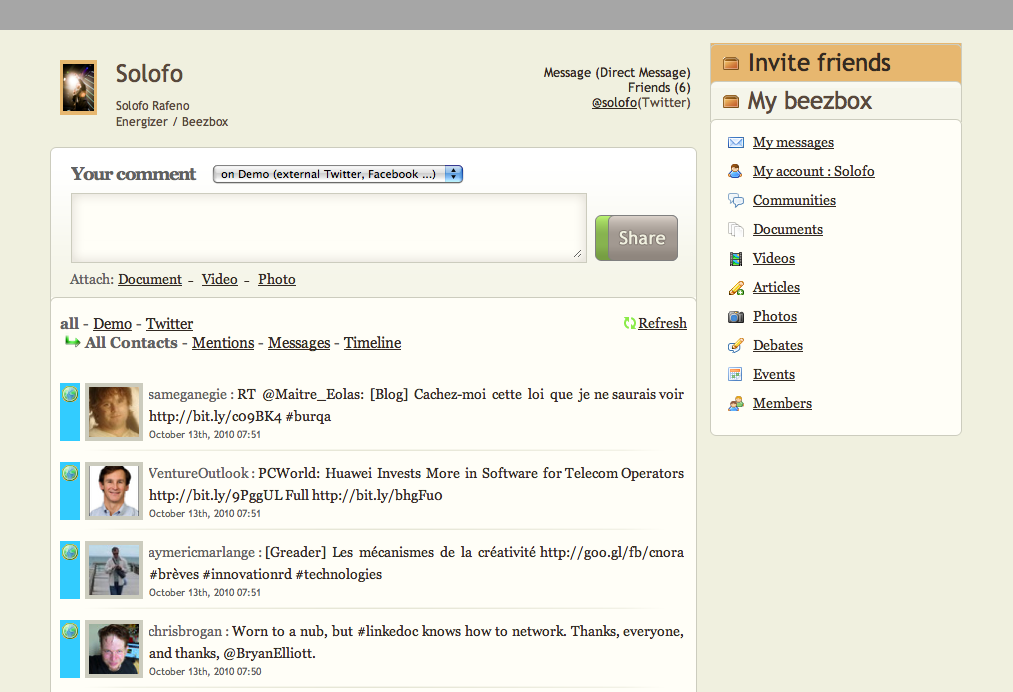 Solofo
Solofo Rafeno
Energizer / Beezbox
Message (Direct Message)
Friends (6)
@solofo(Twitter)
Your comment
on Demo (external Twitter, Facebook ...)
Share
Attach: Document - Video - Photo
all - Demo - Twitter
Refresh
All Contacts - Mentions - Messages - Timeline
sameganegie : RT @Maitre_Eolas: [Blog] Cachez-moi cette loi que je ne saurais voir
http://bit.ly/c09BK4 #burqa
October 13th, 2010 07:51
VentureOutlook : PCWorld: Huawei Invests More in Software for Telecom Operators
http://bit.ly/9PggUL Full http://bit.ly/bhgFu0
October 13th, 2010 07:51
aymericmarlange : [Greader] Les mécanismes de la créativité http://goo.gl/fb/cnora
#brèves #innovationrd #technologies
October 13th, 2010 07:51
chrisbrogan : Worn to a nub, but #linkedoc knows how to network. Thanks, everyone,
and thanks, @BryanElliott.
October 13th, 2010 07:50
Invite friends
My beezbox
My messages
My account : Solofo
Communities
Documents
Videos
Articles
Photos
Debates
Events
Members